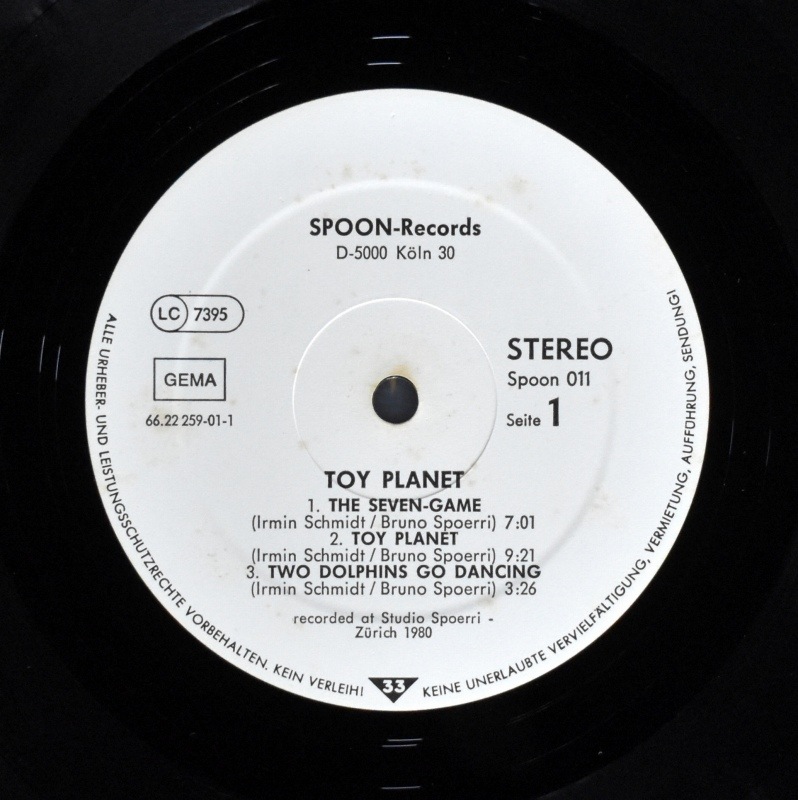 SPOON-Records
D-5000 Köln 30
LC 7395
GEMA
66.22 259-01-1
STEREO
Spoon 011
Seite 1
TOY PLANET
1. THE SEVEN-GAME
(Irmin Schmidt / Bruno Spoerri) 7:01
2. TOY PLANET
(Irmin Schmidt / Bruno Spoerri) 9:21
3. TWO DOLPHINS GO DANCING
(Irmin Schmidt / Bruno Spoerri) 3:26
recorded at Studio Spoerri -
Zürich 1980
ALLE URHEBER- UND LEISTUNGSSCHUTZRECHTE VORBEHALTEN. KEIN VERLEIH!
33
KEINE UNERLAUBTE VERVIELFÄLTIGUNG, VERMIETUNG, AUFFÜHRUNG, SENDUNG!